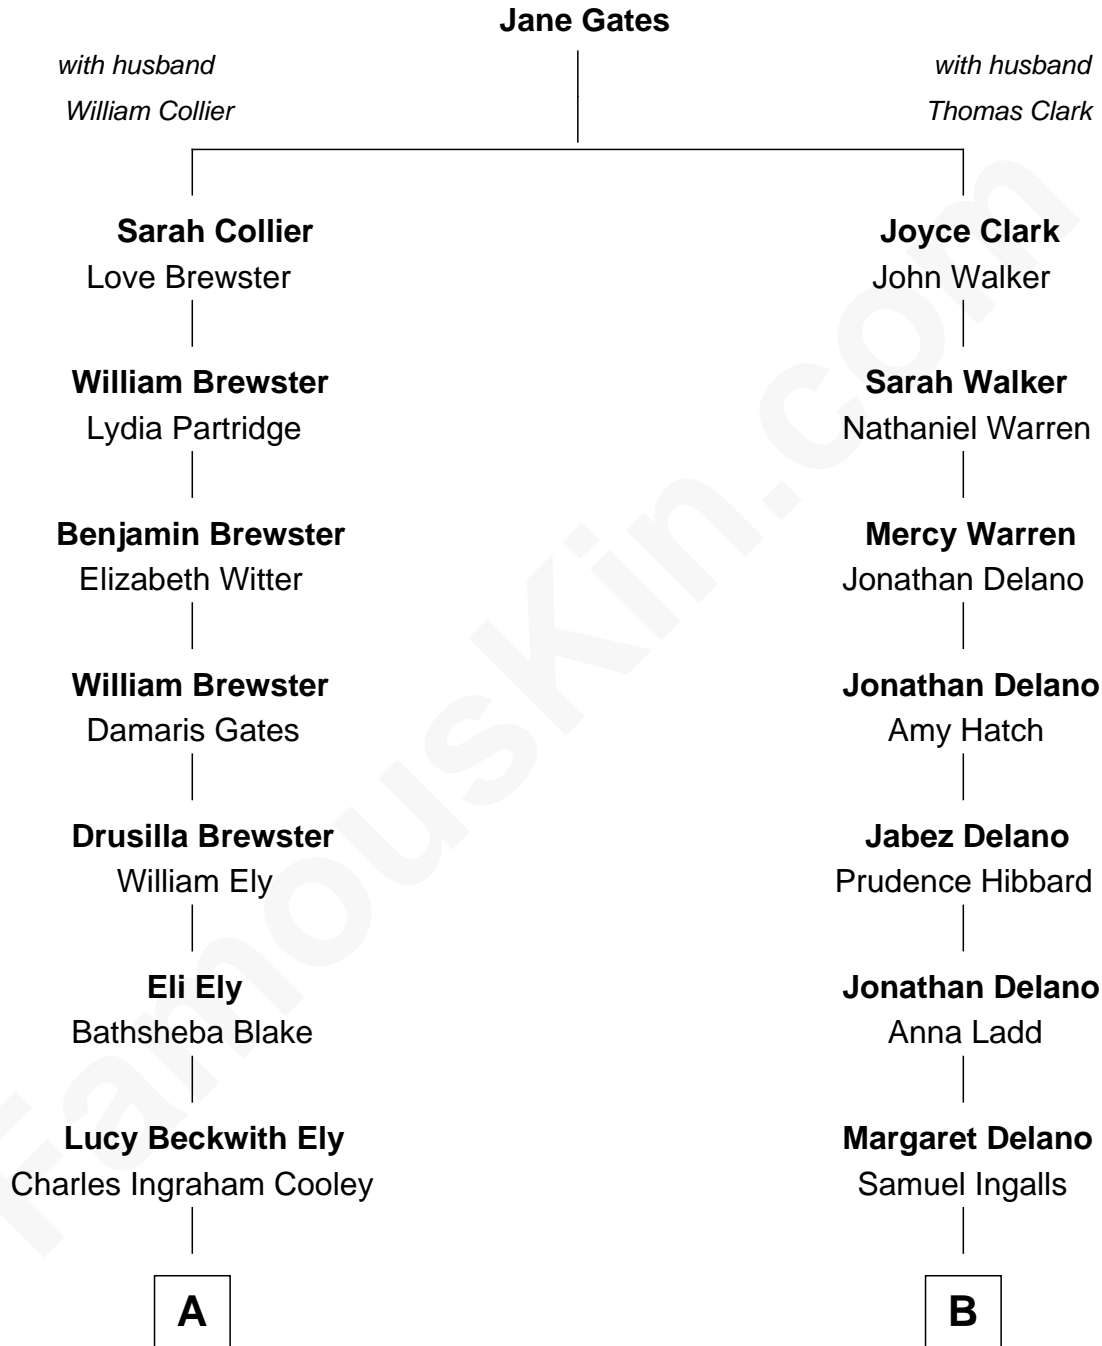 Jane Gates
with husband
William Collier
with husband
Thomas Clark
Sarah Collier
Love Brewster
Joyce Clark
John Walker
William Brewster
Lydia Partridge
Sarah Walker
Nathaniel Warren
Benjamin Brewster
Elizabeth Witter
Mercy Warren
Jonathan Delano
William Brewster
Damaris Gates
Jonathan Delano
Amy Hatch
Drusilla Brewster
William Ely
Jabez Delano
Prudence Hibbard
Eli Ely
Bathsheba Blake
Jonathan Delano
Anna Ladd
Lucy Beckwith Ely
Charles Ingraham Cooley
Margaret Delano
Samuel Ingalls
A
B
FamousKin.com